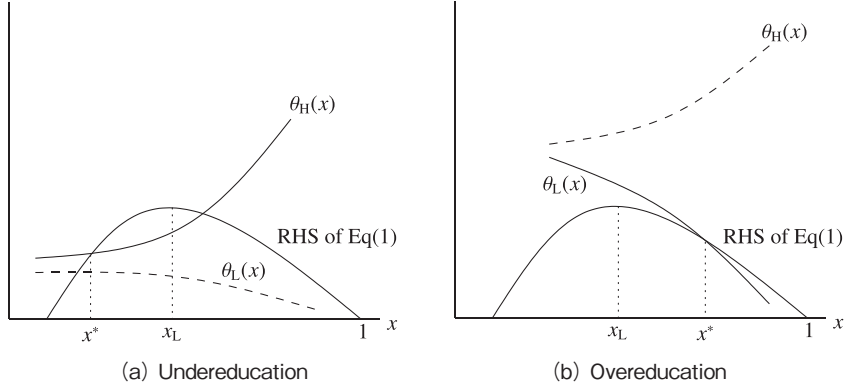 θH(x)
θH(x)
θL(x)
RHS of Eq(1)
RHS of Eq(1)
θL(x)
x* xL 1 x
xL x* 1 x
(a) Undereducation
(b) Overeducation